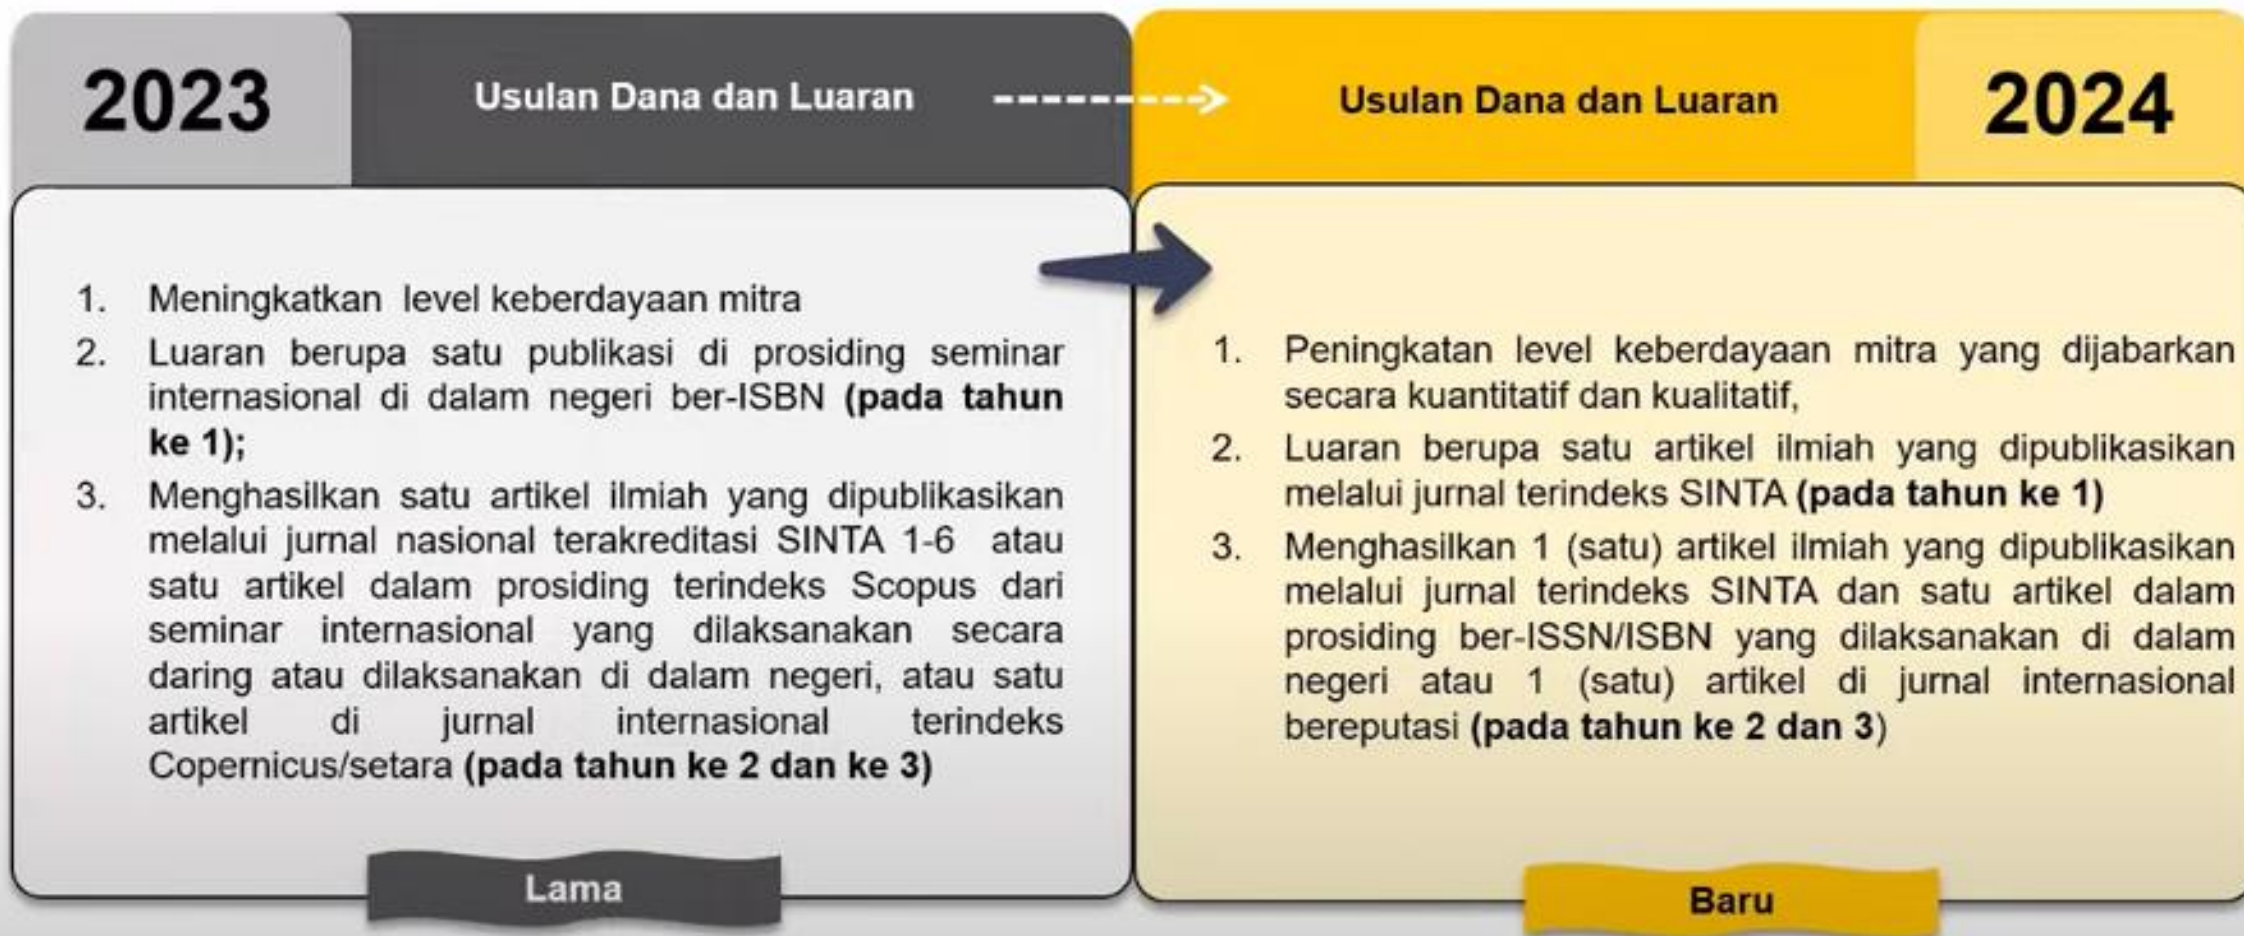 2023
Usulan Dana dan Luaran
1. Meningkatkan level keberdayaan mitra
2. Luaran berupa satu publikasi di prosiding seminar
internasional di dalam negeri ber-ISBN (pada tahun
ke 1);
3. Menghasilkan satu artikel ilmiah yang dipublikasikan
melalui jurnal nasional terakreditasi SINTA 1-6 atau
satu artikel dalam prosiding terindeks Scopus dari
seminar internasional yang dilaksanakan secara
daring atau dilaksanakan di dalam negeri, atau satu
artikel di jurnal internasional terindeks
Copernicus/setara (pada tahun ke 2 dan ke 3)
Lama
Usulan Dana dan Luaran
2024
1. Peningkatan level keberdayaan mitra yang dijabarkan
secara kuantitatif dan kualitatif,
2. Luaran berupa satu artikel ilmiah yang dipublikasikan
melalui jurnal terindeks SINTA (pada tahun ke 1)
3. Menghasilkan 1 (satu) artikel ilmiah yang dipublikasikan
melalui jurnal terindeks SINTA dan satu artikel dalam
prosiding ber-ISSN/ISBN yang dilaksanakan di dalam
negeri atau 1 (satu) artikel di jurnal internasional
bereputasi (pada tahun ke 2 dan 3)
Baru